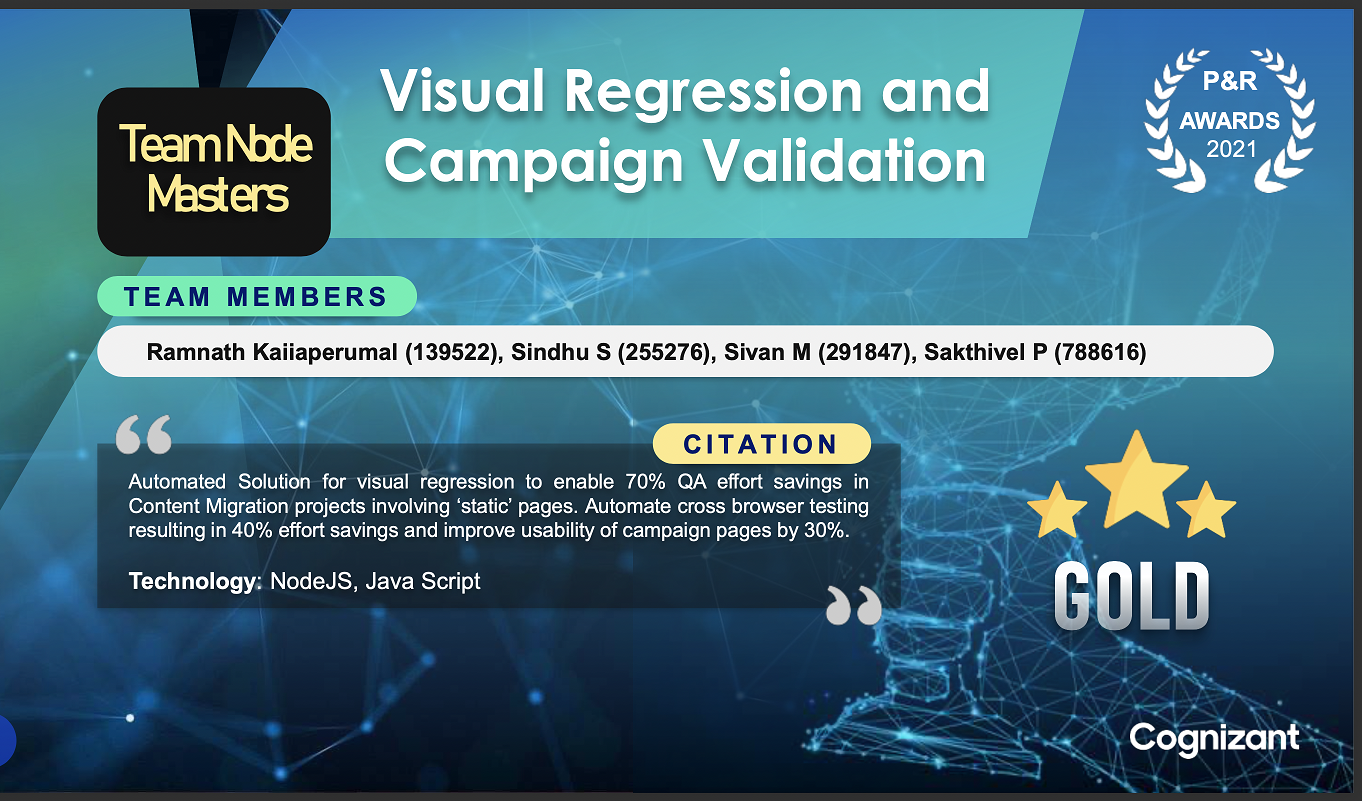 Visual Regression and
Campaign Validation
P&R
AWARDS
2021
Team Node
Masters
TEAM MEMBERS
Ramnath Kaiiaperumal (139522), Sindhu S (255276), Sivan M (291847), Sakthivel P (788616)
“
CITATION
Automated Solution for visual regression to enable 70% QA effort savings in
Content Migration projects involving ‘static’ pages. Automate cross browser testing
resulting in 40% effort savings and improve usability of campaign pages by 30%.
Technology: NodeJS, Java Script
”
GOLD
Cognizant